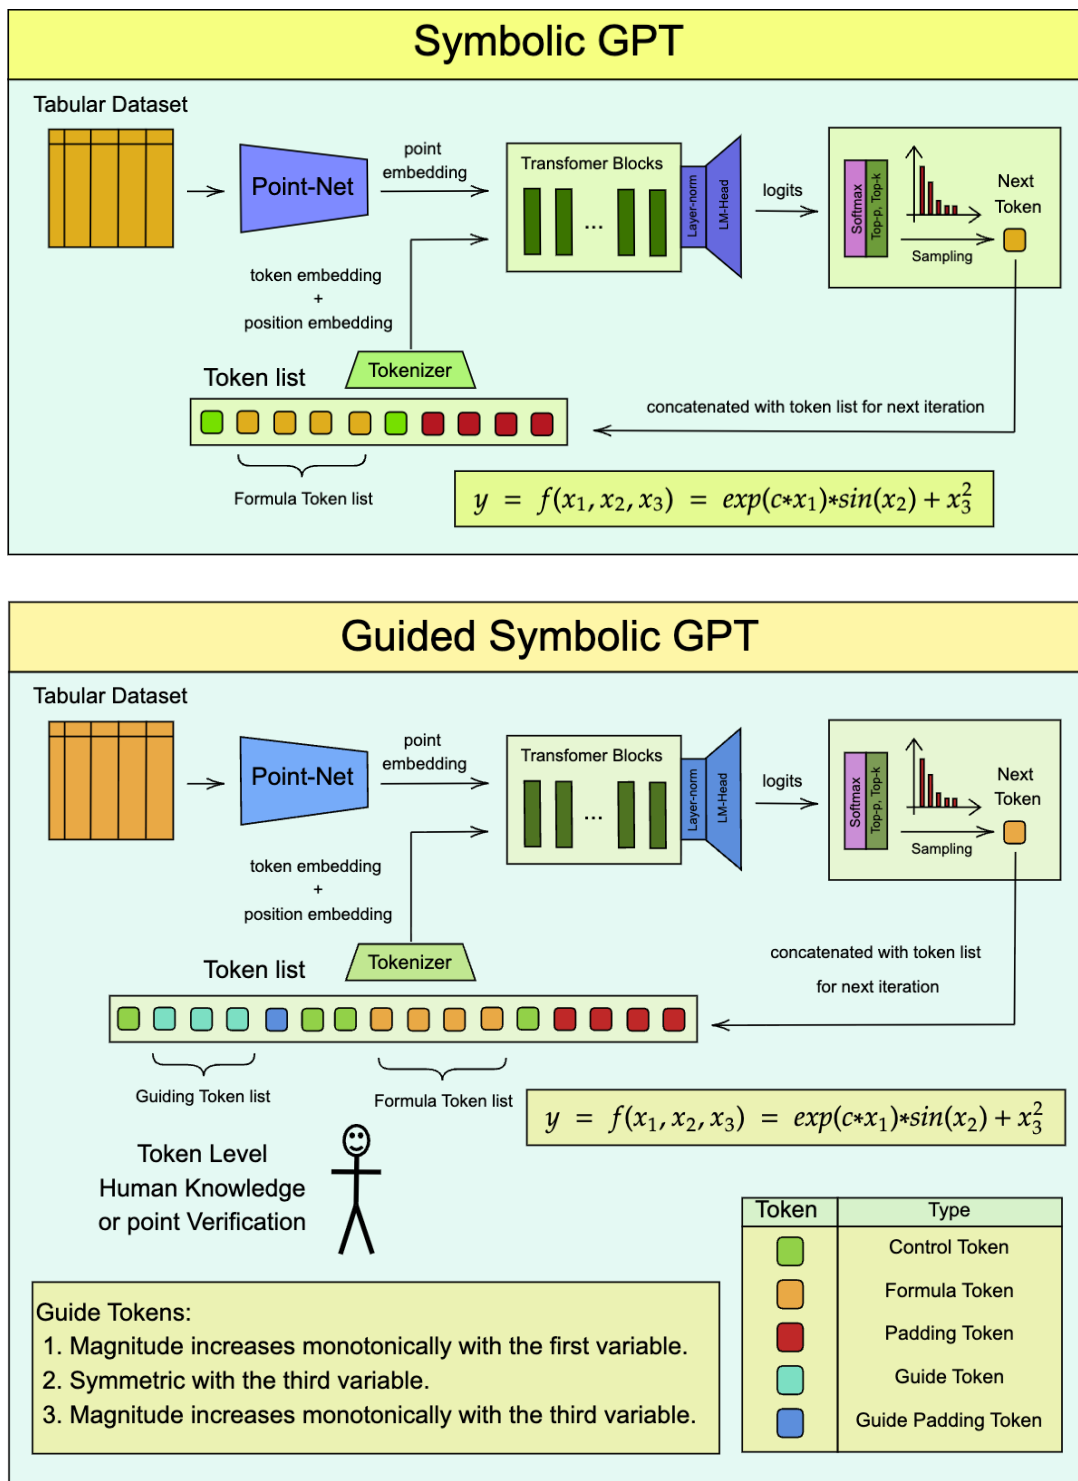 Symbolic GPT
Tabular Dataset
Point-Net
point
embedding
Transfomer Blocks
...
Layer-norm
LM-Head
logits
Softmax
Top-p, Top-k
Sampling
Next
Token
token embedding
+
position embedding
Tokenizer
Token list
concatenated with token list for next iteration
Formula Token list
y = f(x₁, x₂, x₃) = exp(c*x₁)*sin(x₂) + x₃²
Guided Symbolic GPT
Tabular Dataset
Point-Net
point
embedding
Transfomer Blocks
...
Layer-norm
LM-Head
logits
Softmax
Top-p, Top-k
Sampling
Next
Token
token embedding
+
position embedding
Tokenizer
Token list
concatenated with token list
for next iteration
Guiding Token list
Formula Token list
y = f(x₁, x₂, x₃) = exp(c*x₁)*sin(x₂) + x₃²
Token Level
Human Knowledge
or point Verification
Token Type
Control Token
Formula Token
Padding Token
Guide Token
Guide Padding Token
Guide Tokens:
1. Magnitude increases monotonically with the first variable.
2. Symmetric with the third variable.
3. Magnitude increases monotonically with the third variable.